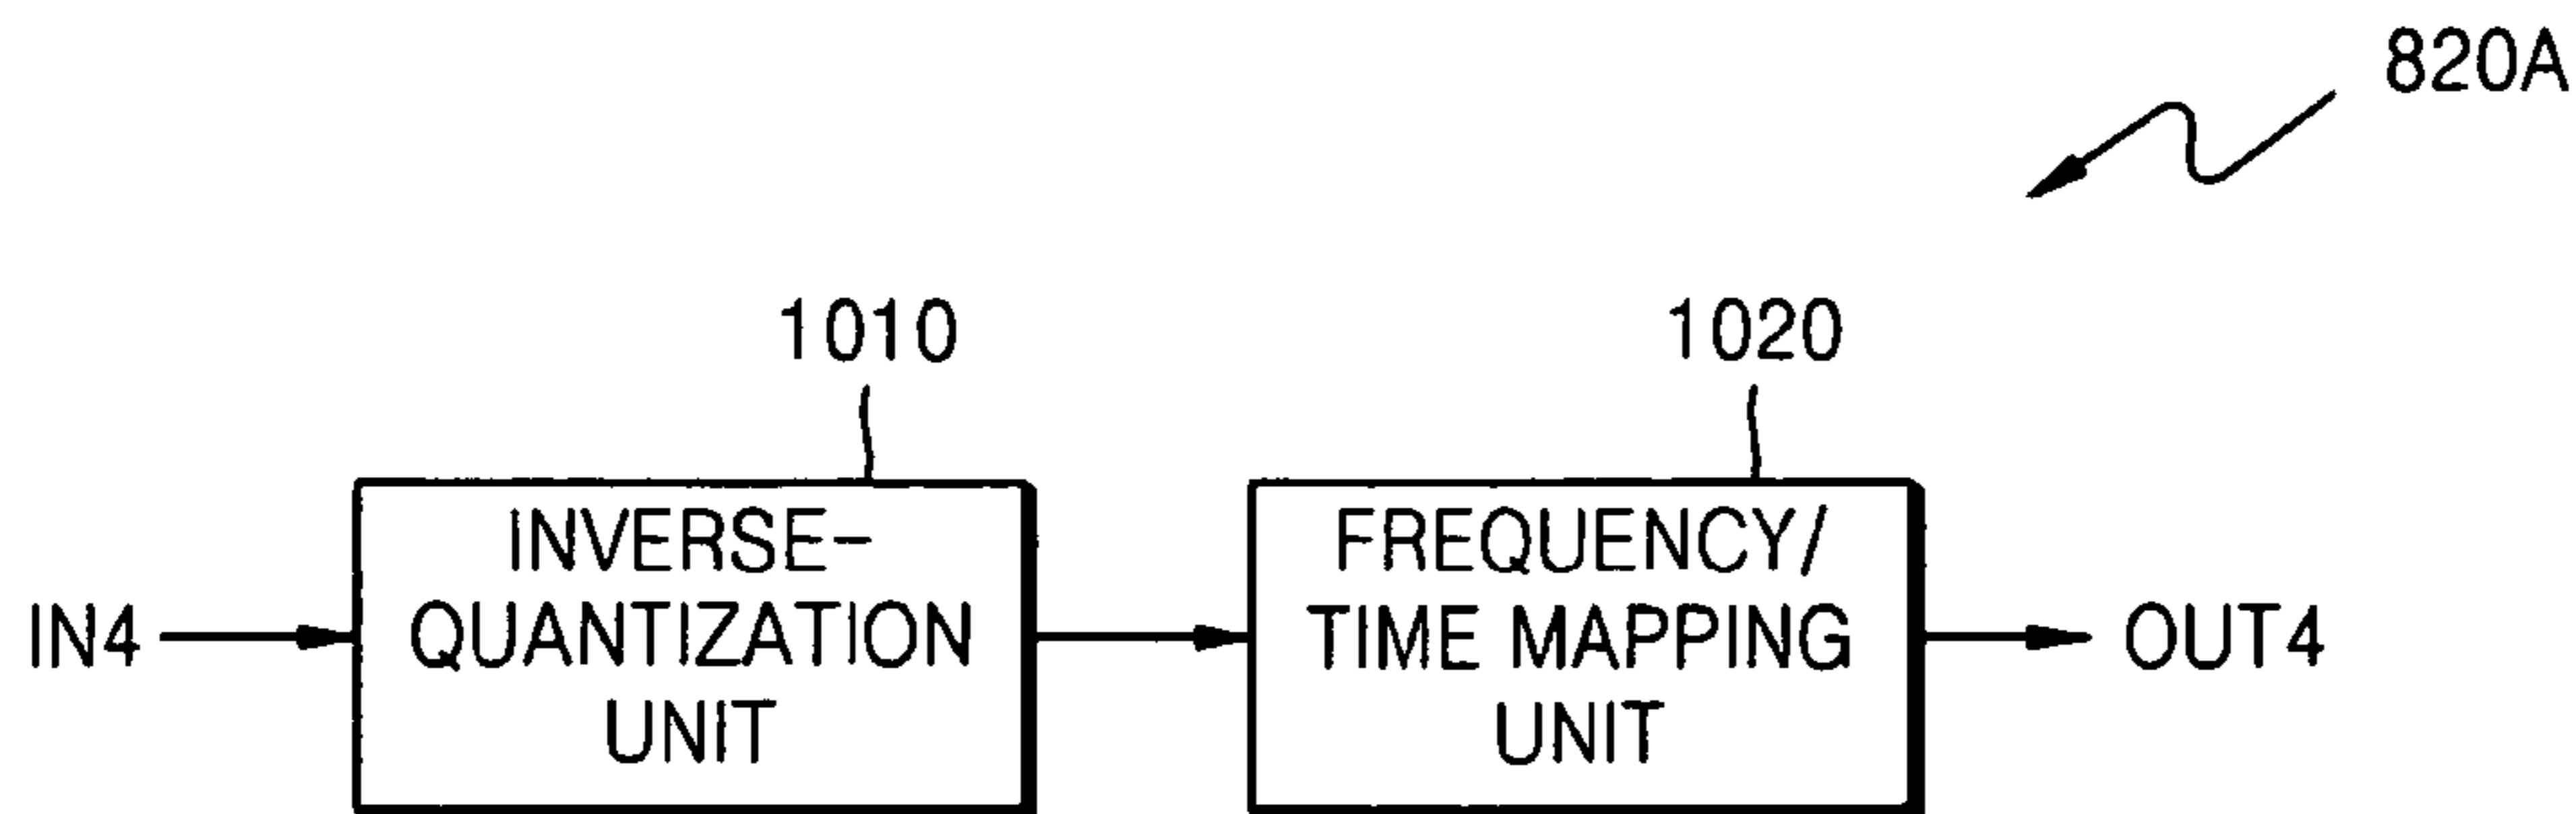 820A
1010
1020
INVERSE-
QUANTIZATION
UNIT
FREQUENCY/
TIME MAPPING
UNIT
IN4
OUT4